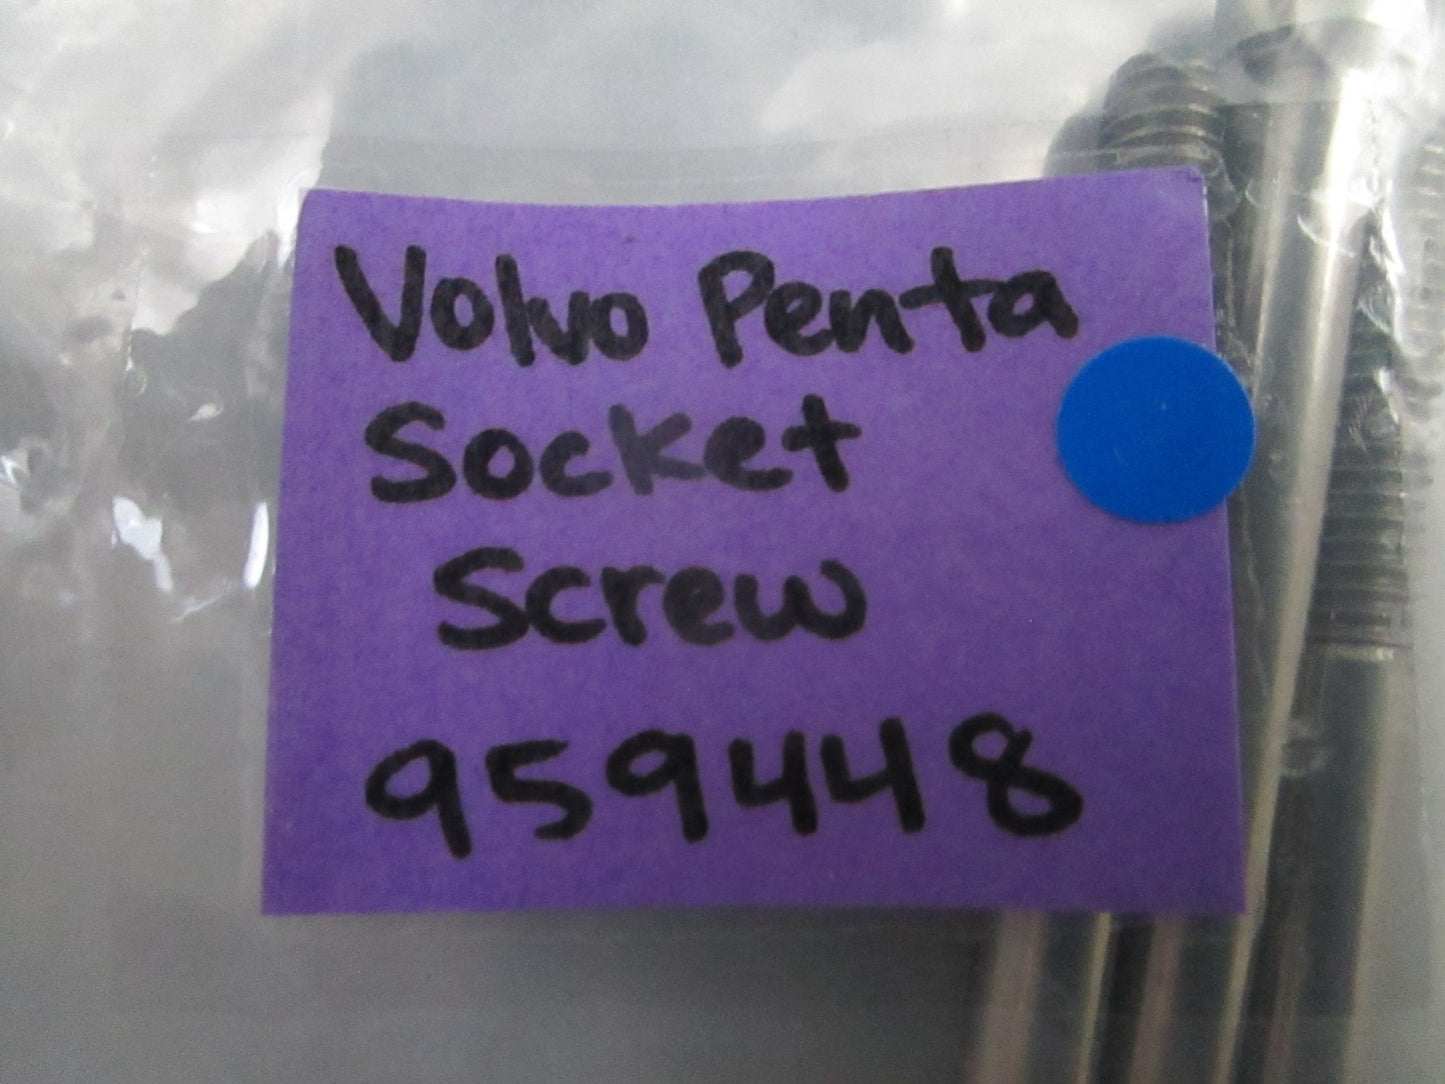 Volvo Penta
Socket
Screw
959448